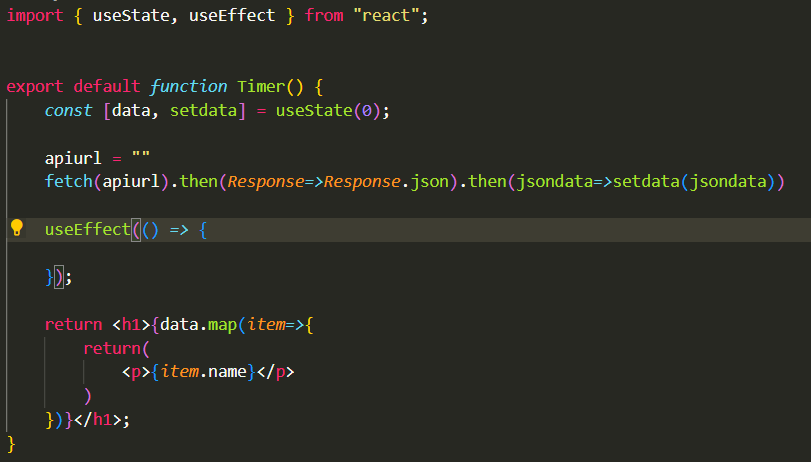 import { useState, useEffect } from "react";
export default function Timer() {
const [data, setdata] = useState(0);
apiurl = ""
fetch(apiurl).then(Response=>Response.json).then(jsondata=>setdata(jsondata))
useEffect(() => {
});
return <h1>{data.map(item=>{
return(
<p>{item.name}</p>
)
})}</h1>;
}